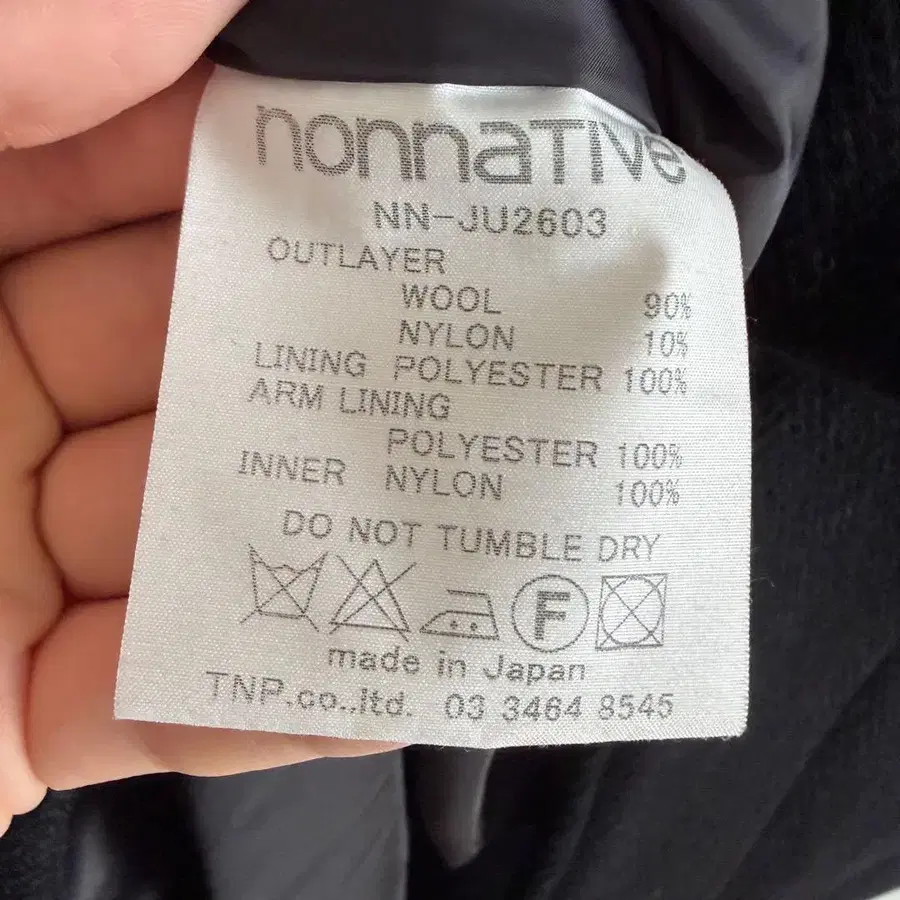 nonnative
NN-JU2603
OUTLAYER
WOOL 90%
NYLON 10%
LINING POLYESTER 100%
ARM LINING
POLYESTER 100%
INNER NYLON 100%
DO NOT TUMBLE DRY
F
made in Japan
TNP.co.,ltd. 03 3464 8545